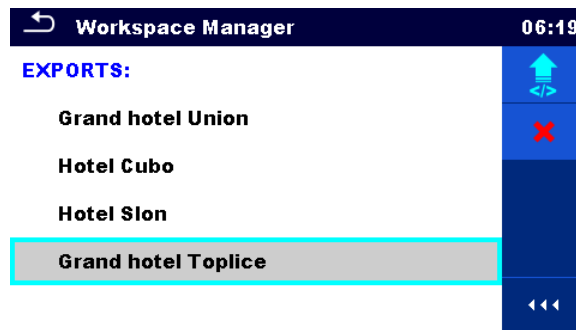 Workspace Manager 06:19
EXPORTS:
</>
Grand hotel Union
Hotel Cubo
Hotel Slon
Grand hotel Toplice